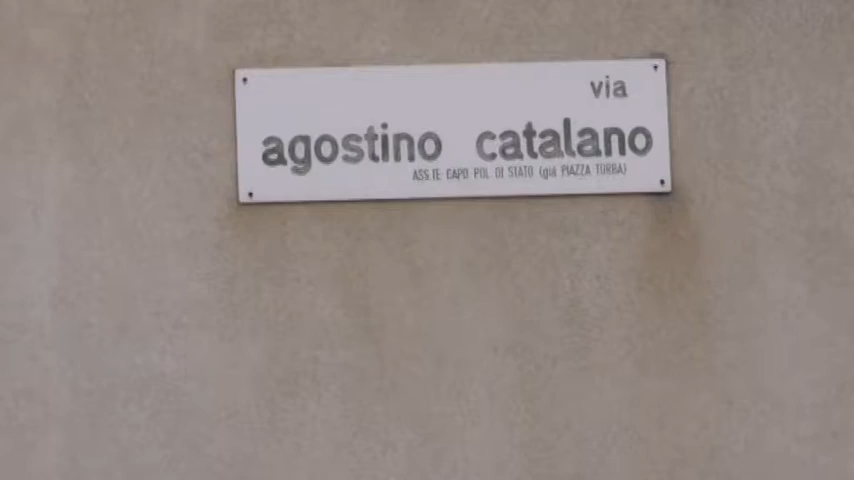 via
agostino catalano
ASS.TE CAPO POL. DI STATO (già PIAZZA TURBA)